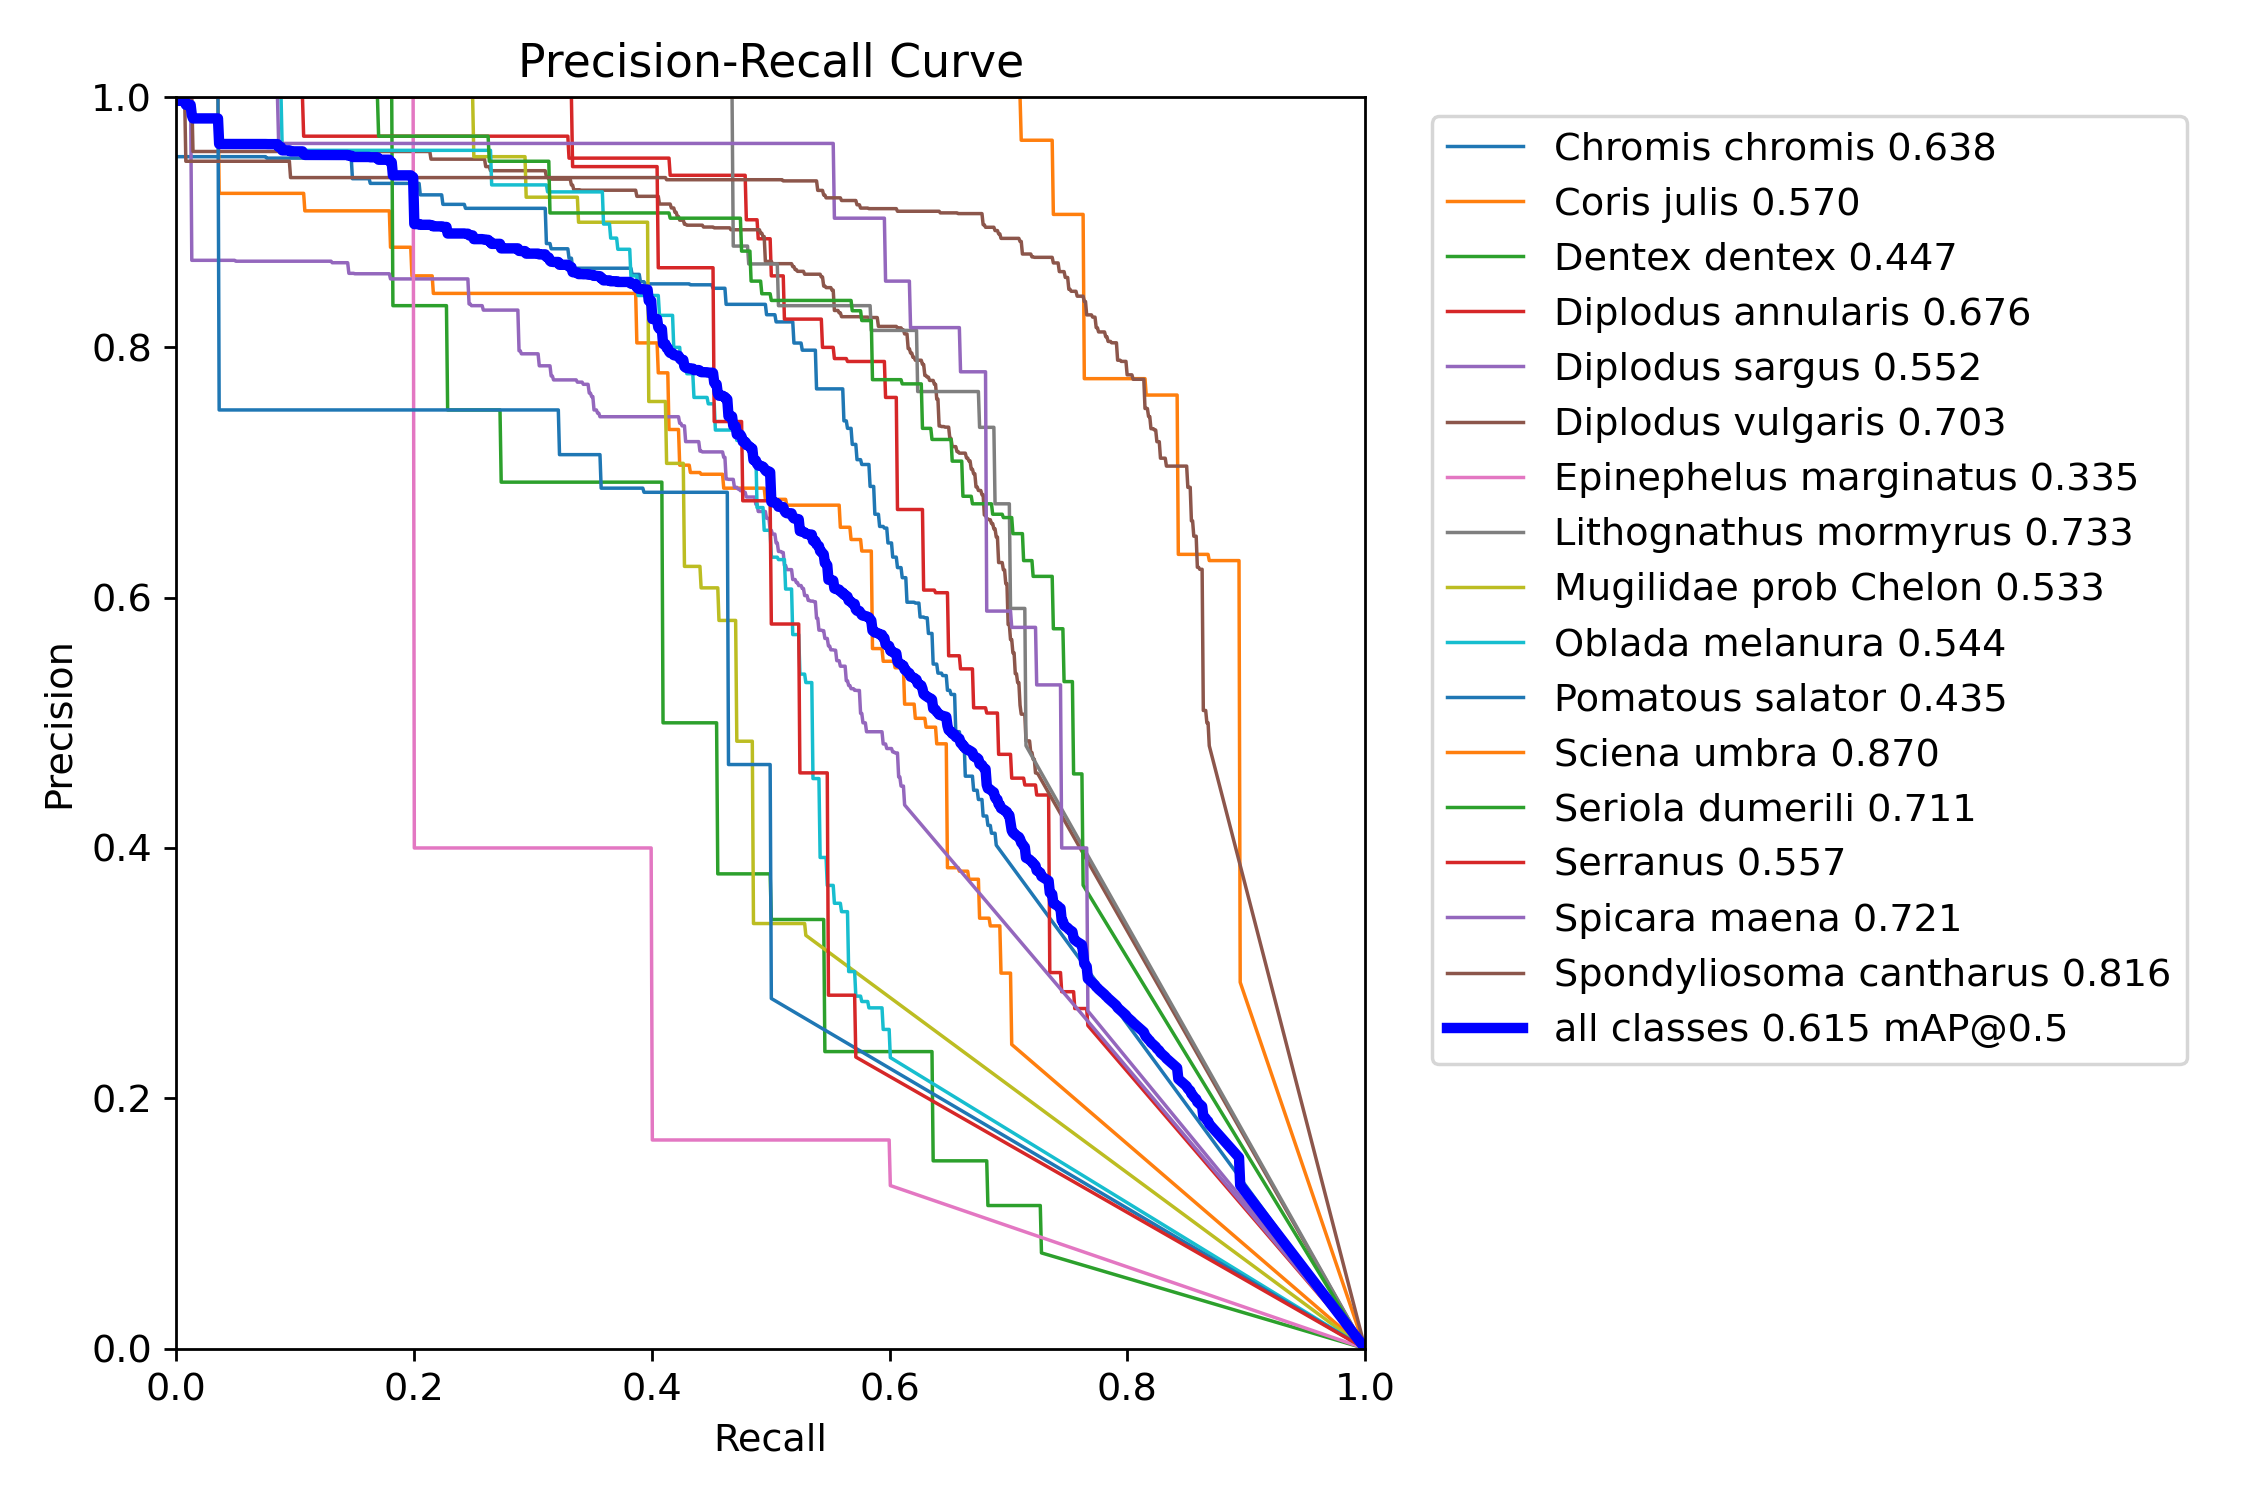 Precision-Recall Curve
1.0
0.8
0.6
0.4
0.2
0.0
Precision
0.0 0.2 0.4 0.6 0.8 1.0
Recall
Chromis chromis 0.638
Coris julis 0.570
Dentex dentex 0.447
Diplodus annularis 0.676
Diplodus sargus 0.552
Diplodus vulgaris 0.703
Epinephelus marginatus 0.335
Lithognathus mormyrus 0.733
Mugilidae prob Chelon 0.533
Oblada melanura 0.544
Pomatous salator 0.435
Sciena umbra 0.870
Seriola dumerili 0.711
Serranus 0.557
Spicara maena 0.721
Spondyliosoma cantharus 0.816
all classes 0.615 mAP@0.5